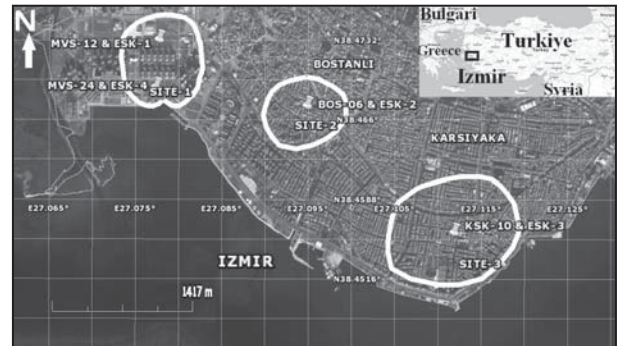 N
MVS-12 & ESK-1
MVS-24 & ESK-4
SITE-1
BOSTANLI
N38.4732°
BOS-06 & ESK-2
SITE-2
N38.466°
KARSIYAKA
E27.065°
E27.075°
E27.085°
E27.095°
N38.4588°
E27.105°
E27.115°
E27.125°
KSK-10 & ESK-3
SITE-3
IZMIR
N38.4516°
1417 m
Bulgari
Greece
Turkiye
Izmir
Syria